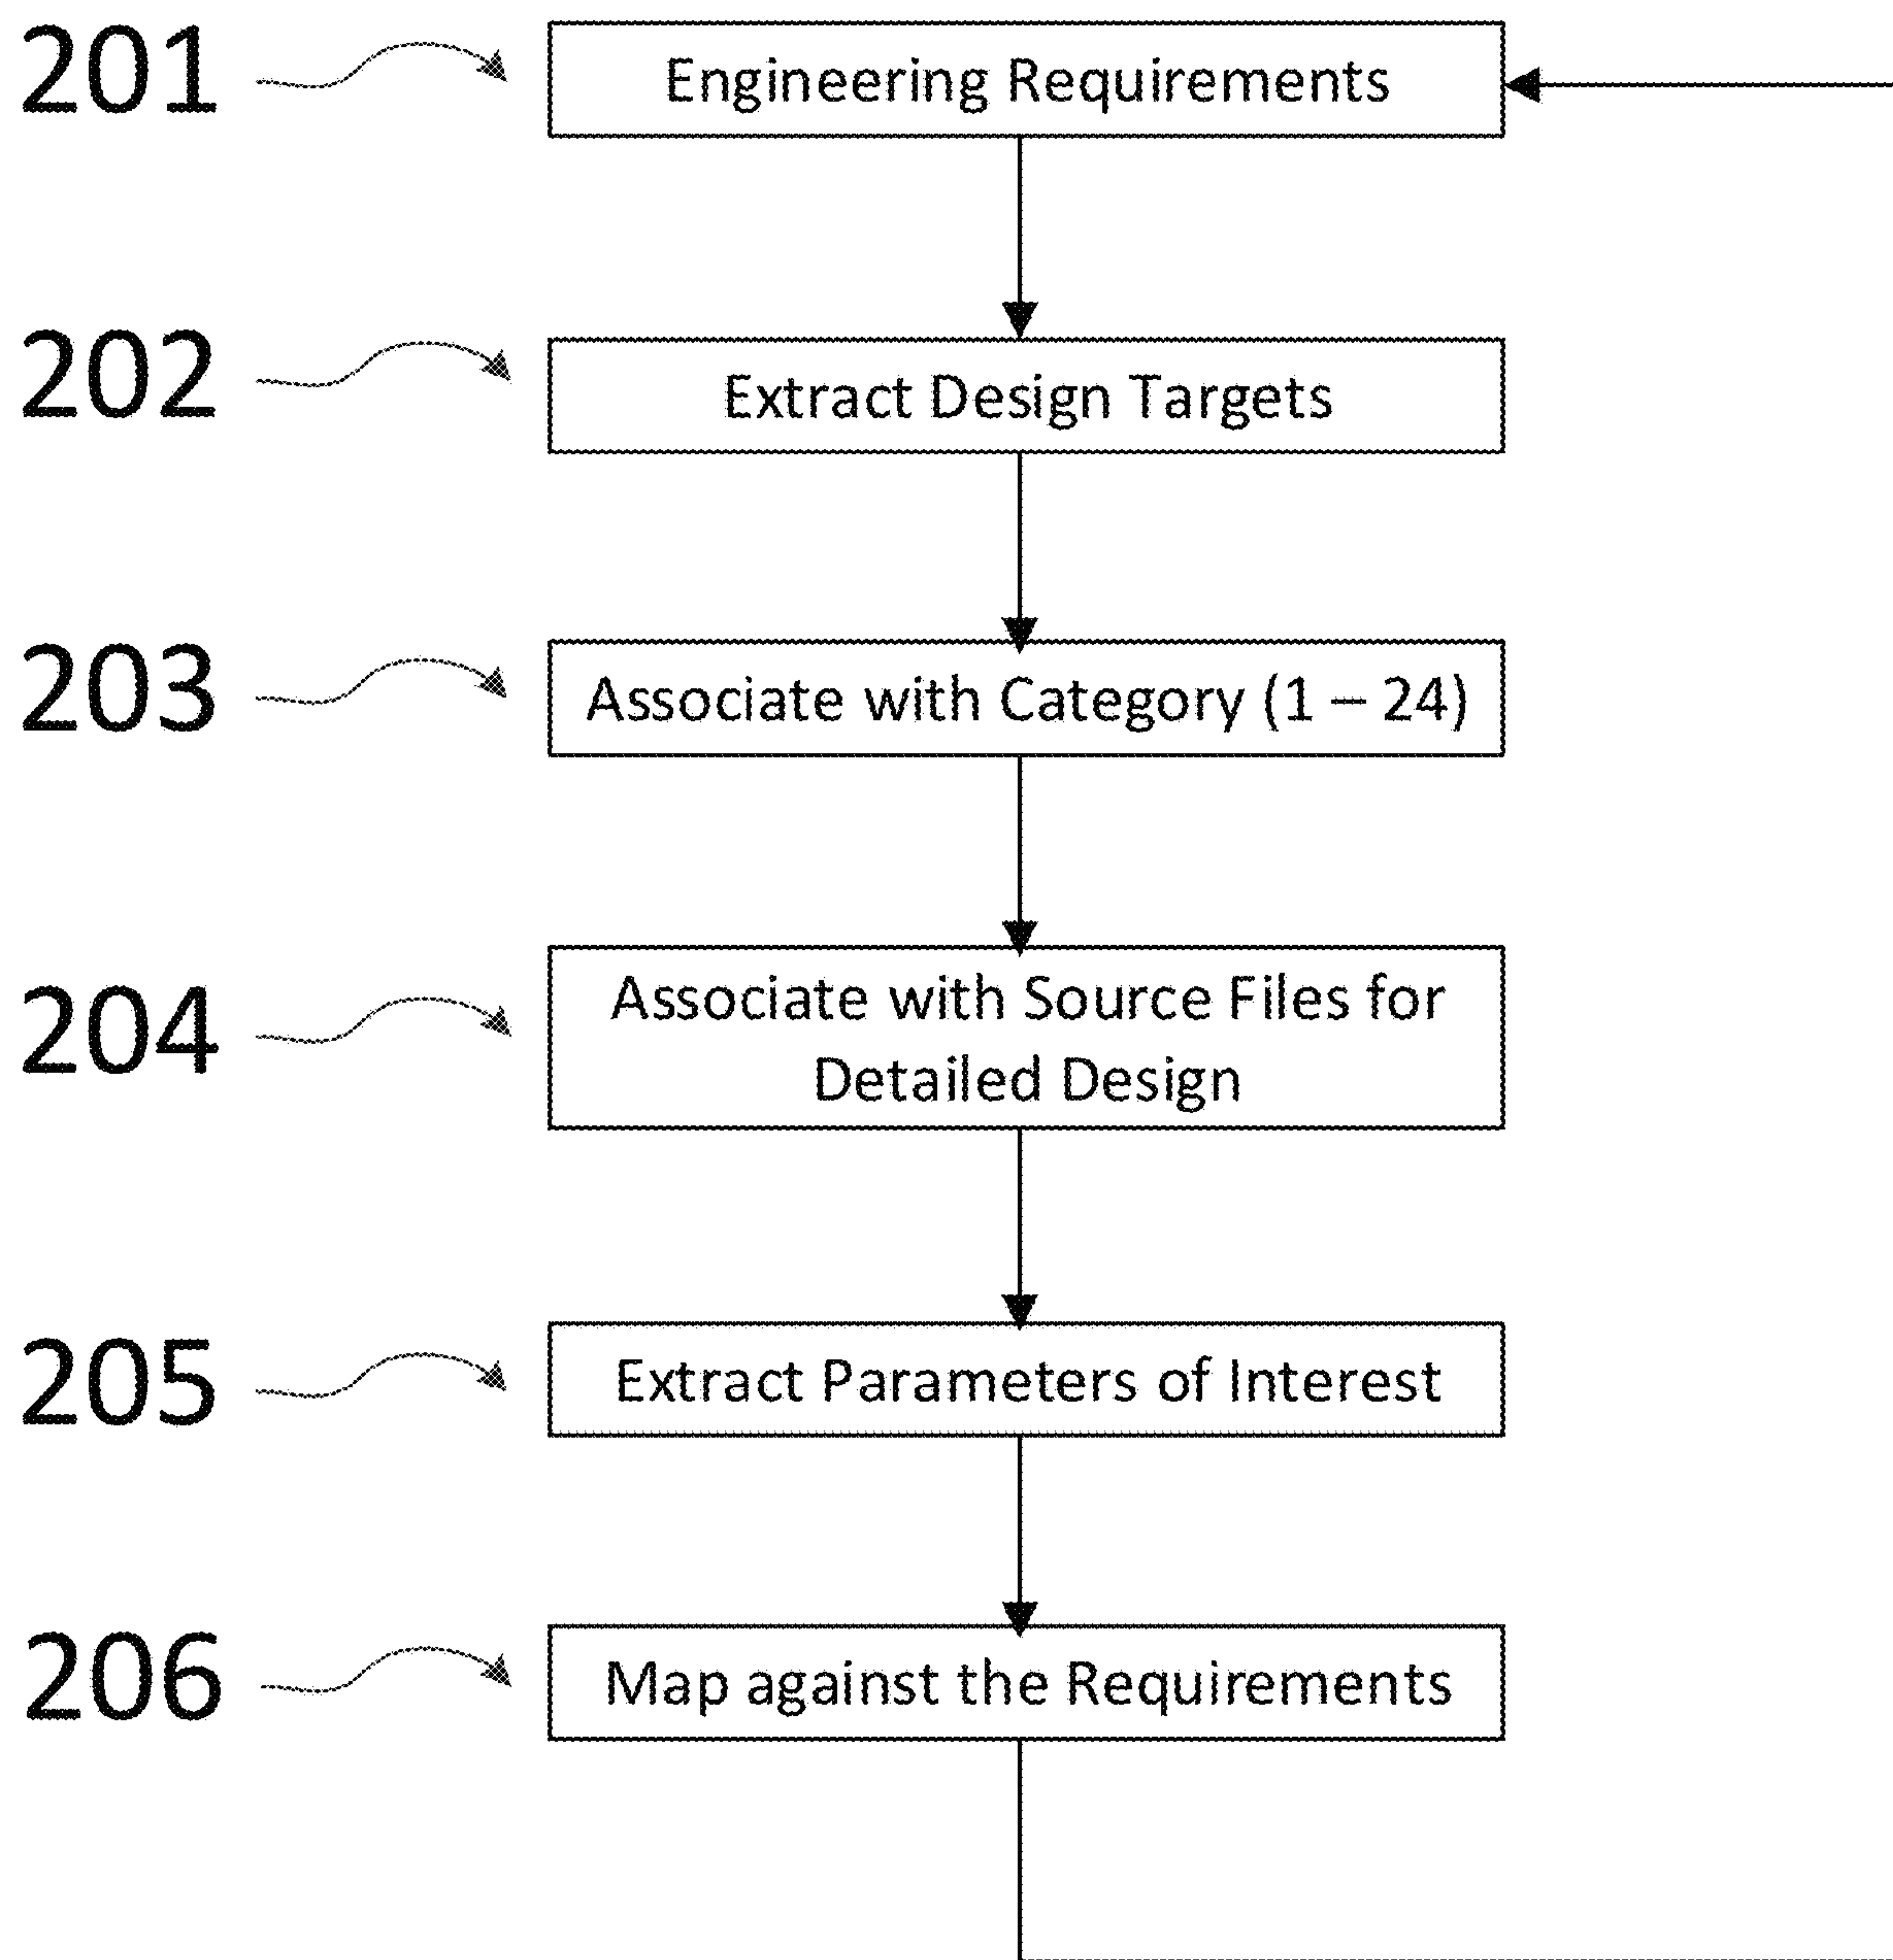 201
Engineering Requirements
202
Extract Design Targets
203
Associate with Category (1 – 24)
204
Associate with Source Files for
Detailed Design
205
Extract Parameters of Interest
206
Map against the Requirements